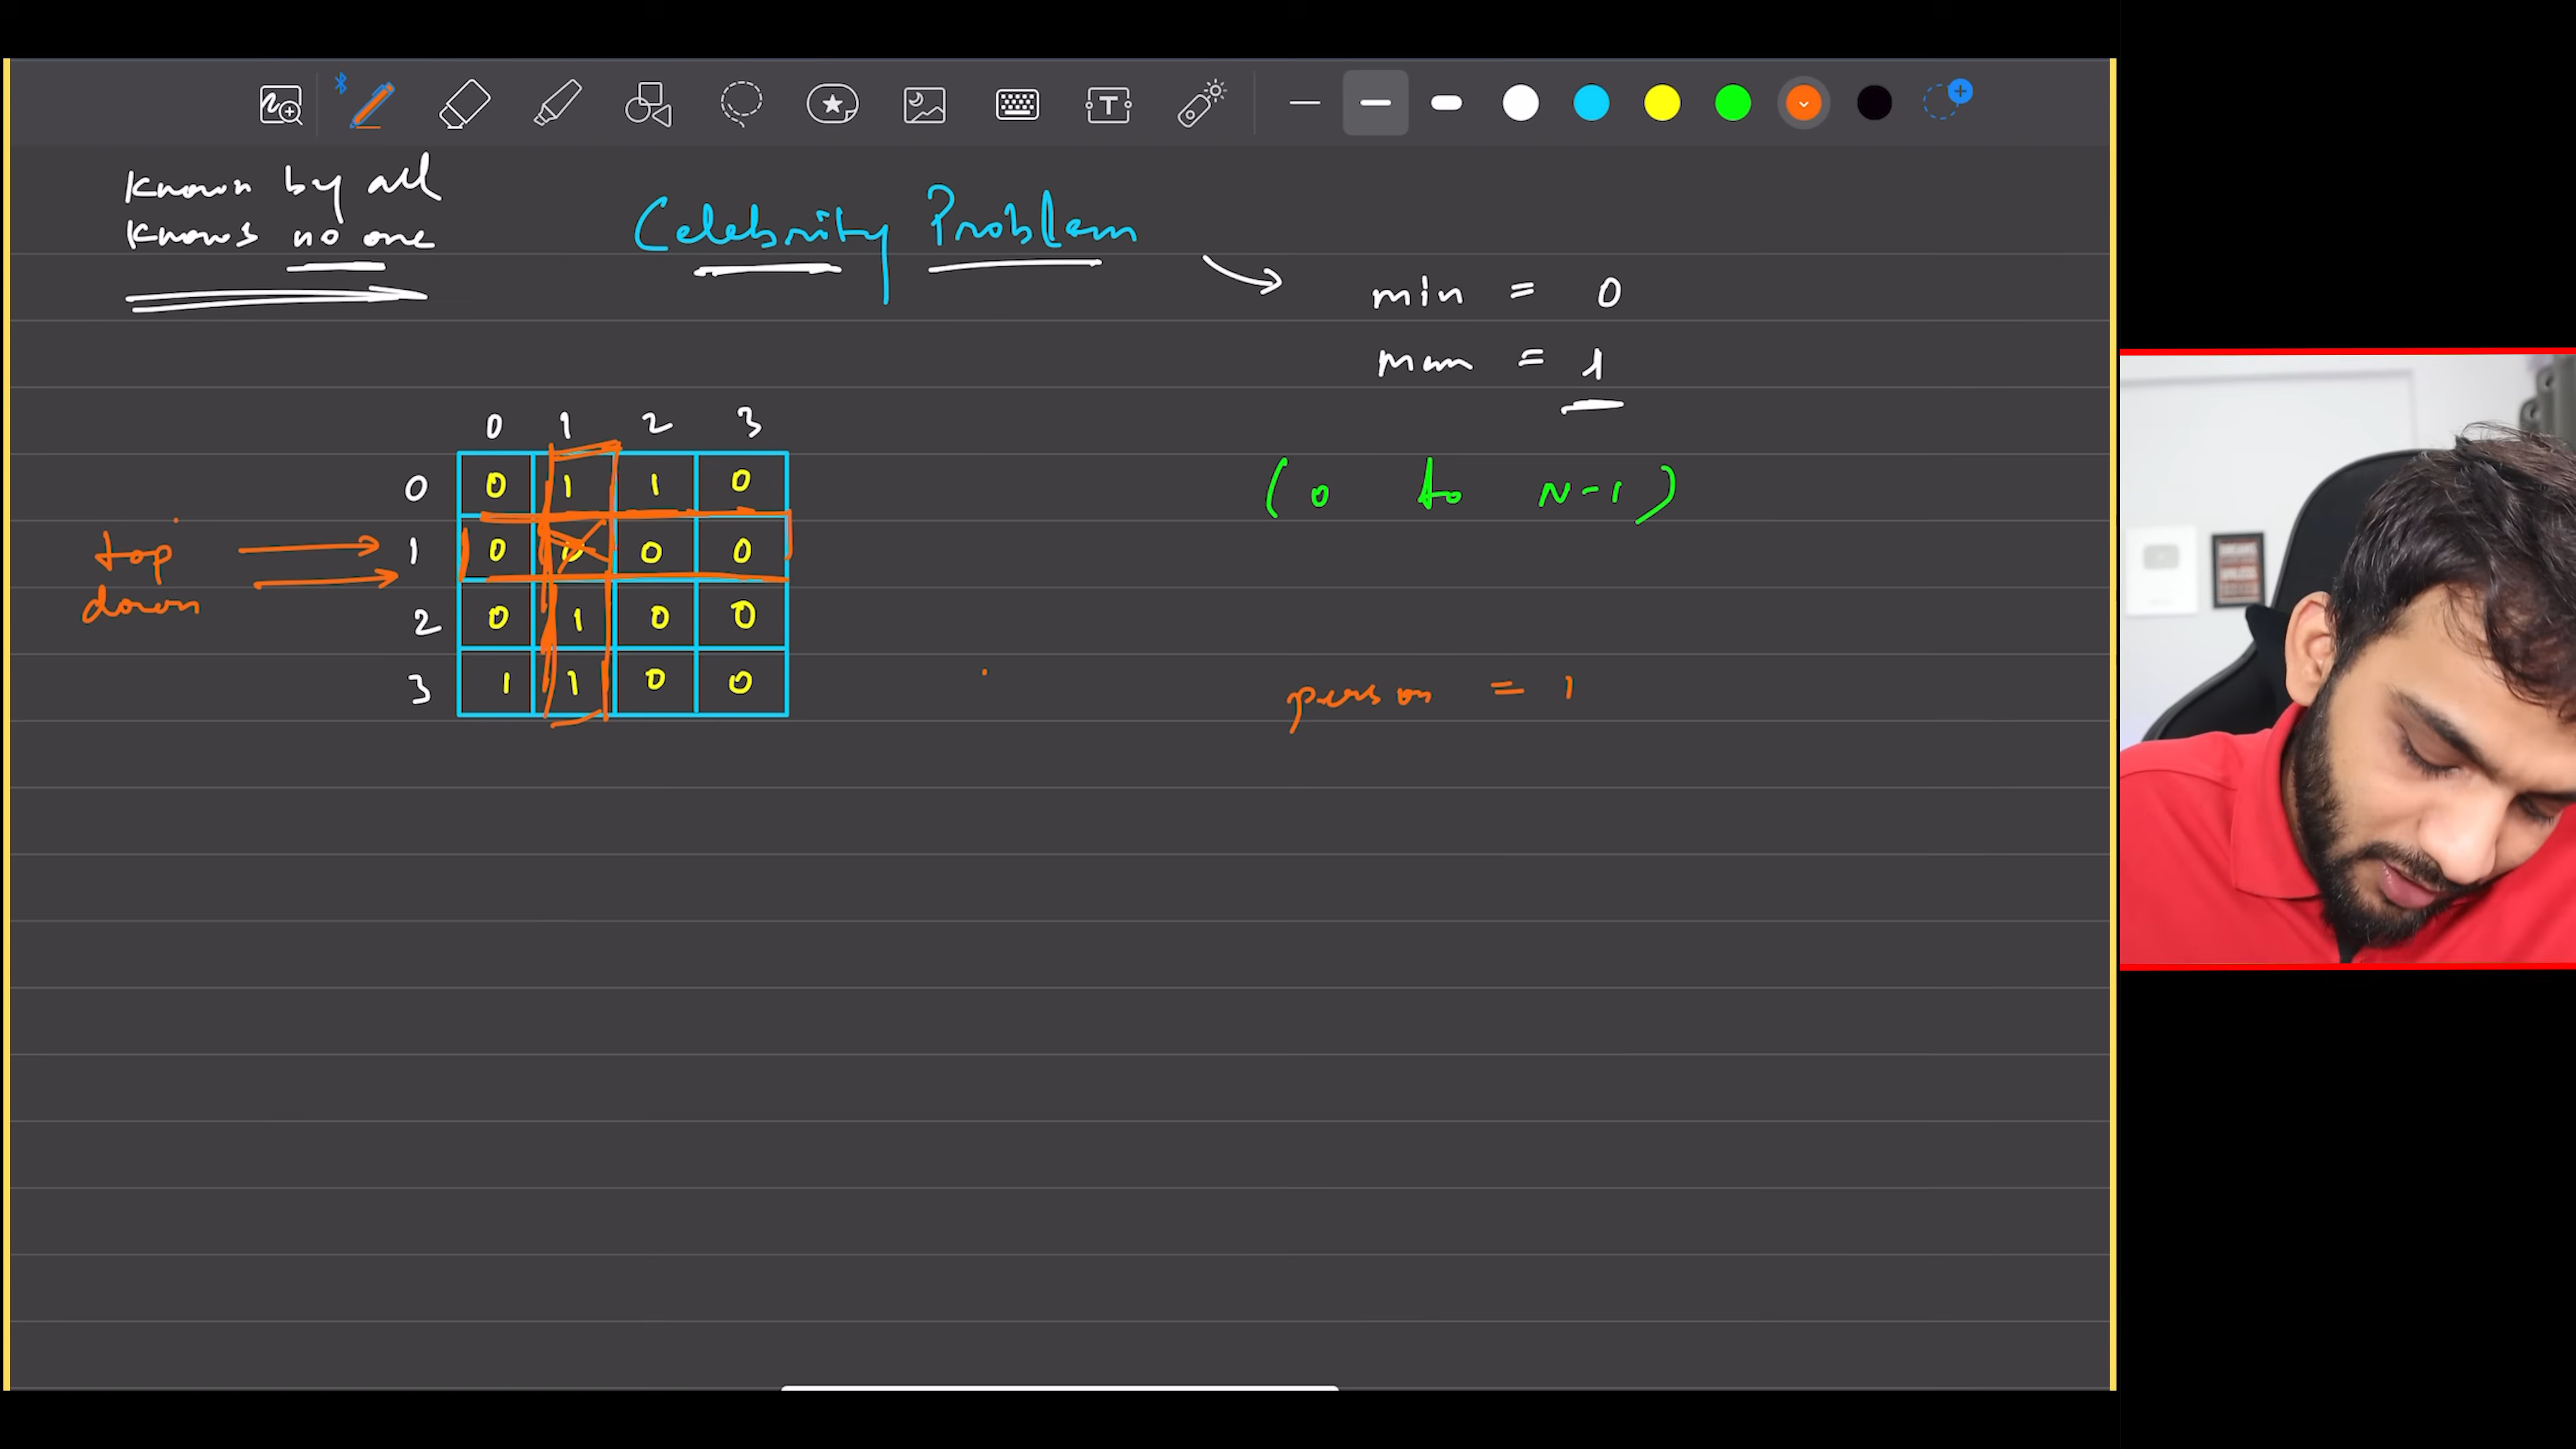 T
Known by all
Knows no one
Celebrity Problem
min = 0
max = 1
0 1 2 3
0 0 1 1 0
(0 to N-1)
top
down
1 0 0 0 0
2 0 1 0 0
3 1 1 0 0
person = 1